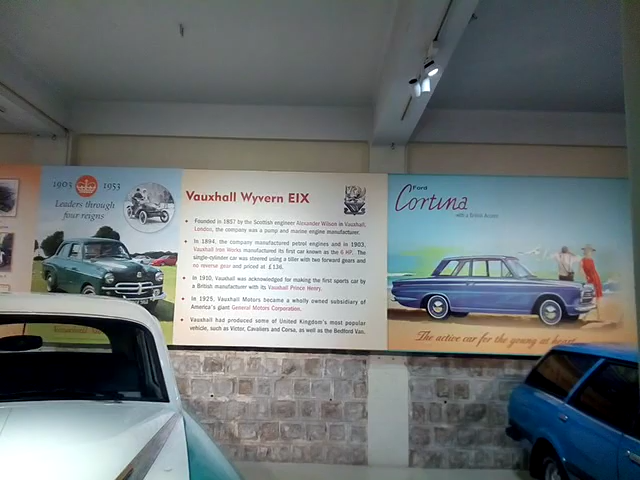 1903 1953
Leaders through
four reigns
Vauxhall Wyvern EIX
Founded in 1857 by the Scottish engineer Alexander Wilson in Vauxhall,
London, the company was a pump and marine engine manufacturer.
In 1894, the company manufactured petrol engines and in 1903,
Vauxhall Iron Works manufactured its first car known as the 6 HP. The
single-cylinder car was steered using a tiller with two forward gears and
no reverse gear and priced at £136.
In 1910, Vauxhall was acknowledged for making the first sports car by
a British manufacturer with its Vauxhall Prince Henry.
In 1925, Vauxhall Motors became a wholly owned subsidiary of
America's giant General Motors Corporation.
Vauxhall had produced some of United Kingdom's most popular
vehicle, such as Victor, Cavaliers and Corsa, as well as the Bedford Van.
Ford
Cortina
with a British Accent
The active car for the young at heart